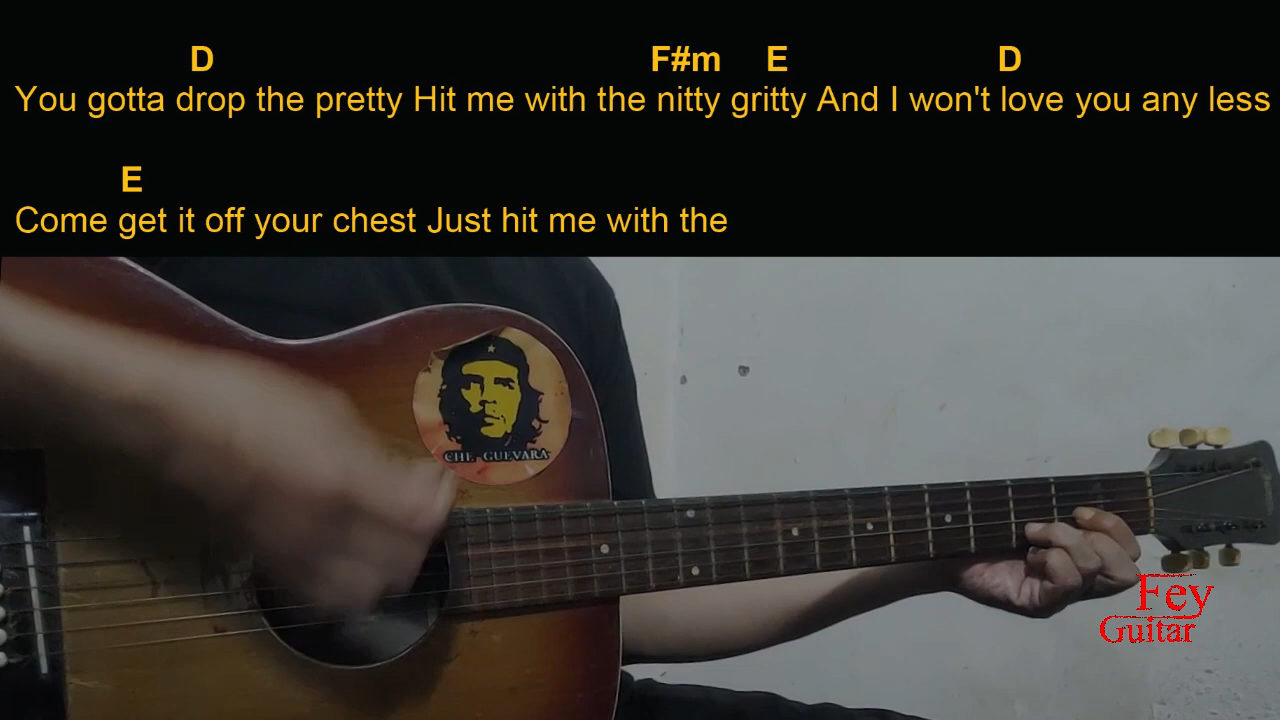 D F#m E D
You gotta drop the pretty Hit me with the nitty gritty And I won't love you any less
E
Come get it off your chest Just hit me with the
CHE GUEVARA
Fey
Guitar